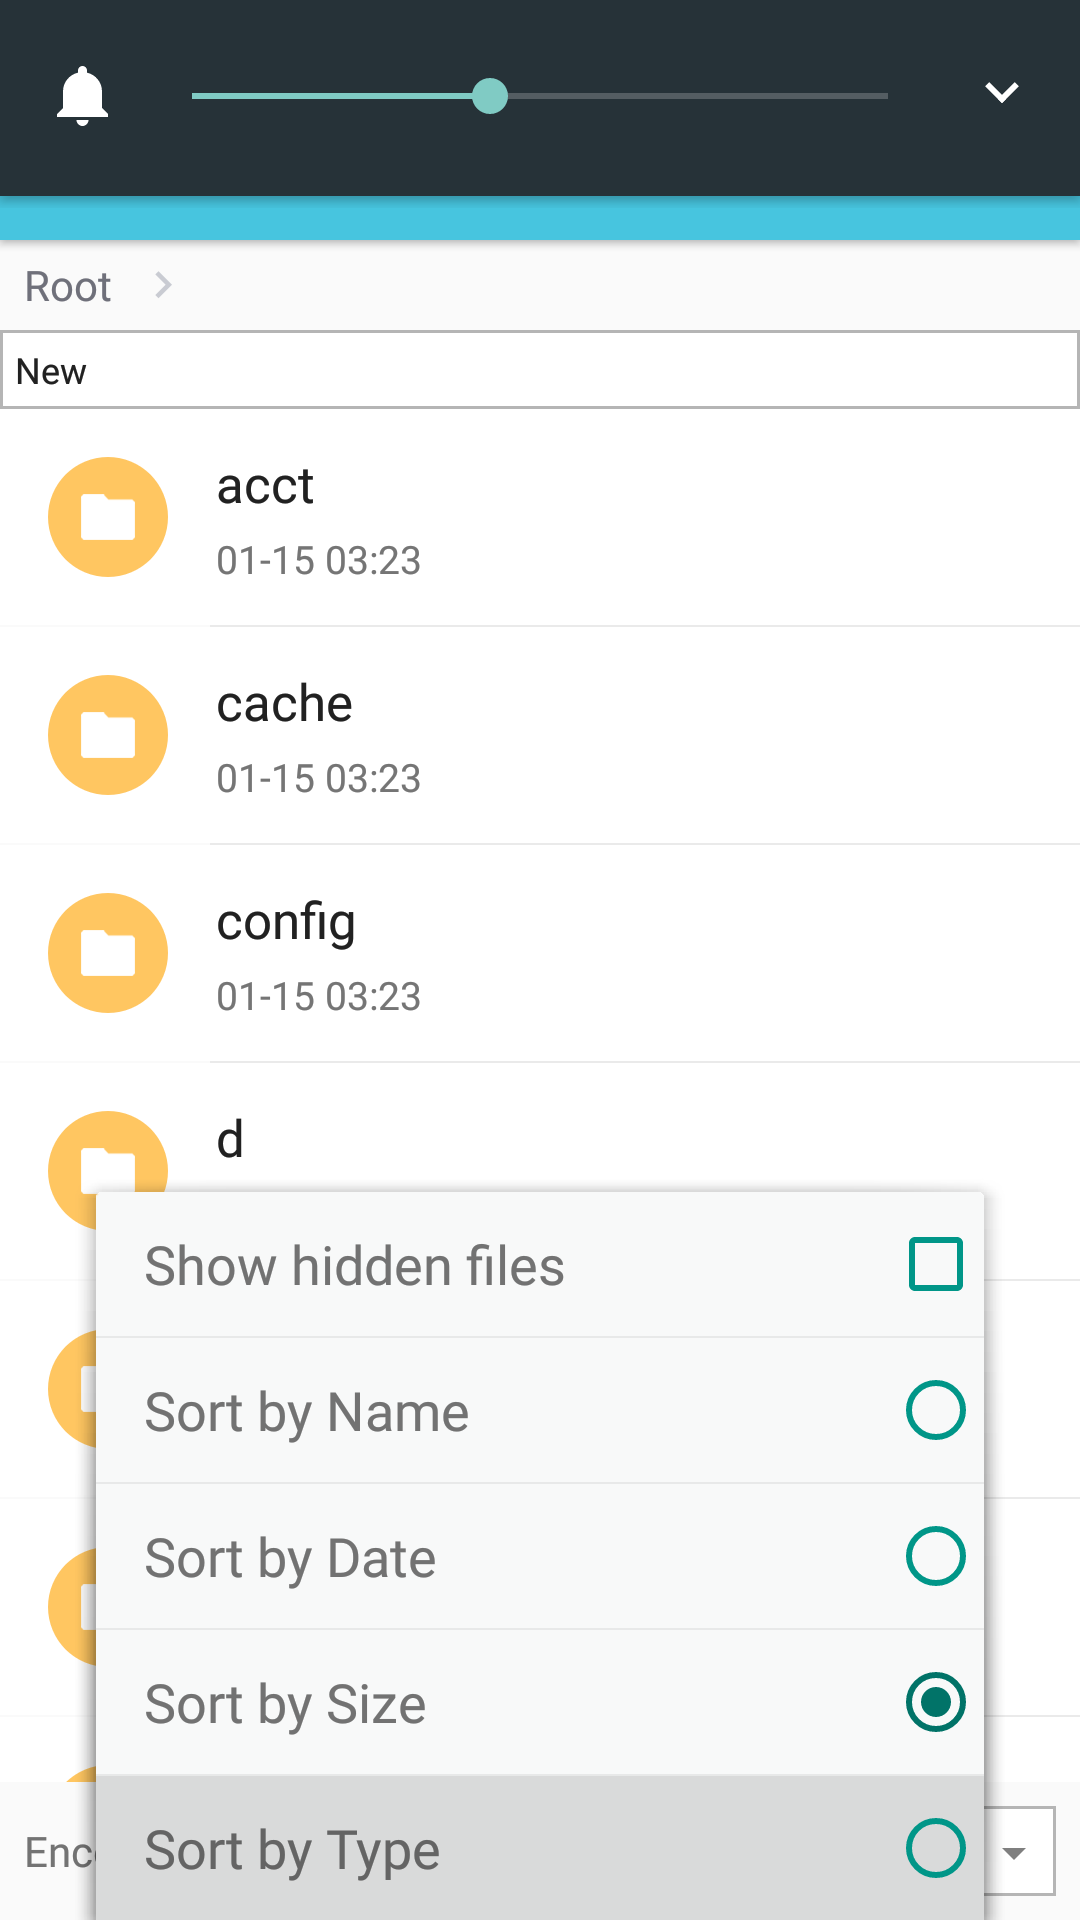 Root
New
acct
01-15 03:23
cache
01-15 03:23
config
01-15 03:23
d
Show hidden files
Sort by Name
Sort by Date
Sort by Size
Sort by Type